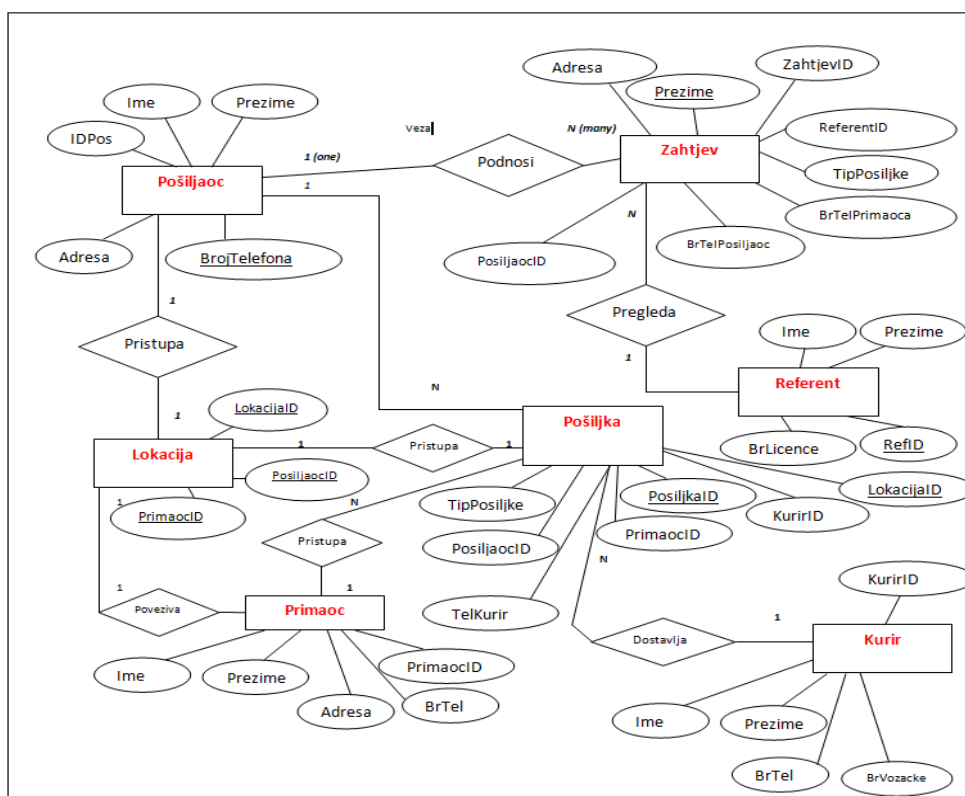 Adresa
ZahtjevID
Ime
Prezime
Prezime
IDPos
Veza
N (many)
ReferentID
1 (one)
Podnosi
Zahtjev
Pošiljaoc
1
TipPosiljke
BrTelPrimaoca
N
Adresa
BrojTelefona
PosiljaocID
BrTelPosiljaoc
1
Pregleda
Ime
Prezime
Pristupa
1
Referent
N
LokacijaID
1
Pošiljka
BrLicence
RefID
Lokacija
1
Pristupa
1
PosiljaocID
LokacijaID
1
PrimaocID
N
TipPosiljke
PosiljkaID
KurirID
Pristupa
PosiljaocID
PrimaocID
N
1
1
KurirID
Poveziva
Primaoc
TelKurir
1
Dostavlja
Kurir
Ime
Prezime
PrimaocID
Adresa
BrTel
Ime
Prezime
BrTel
BrVozacke